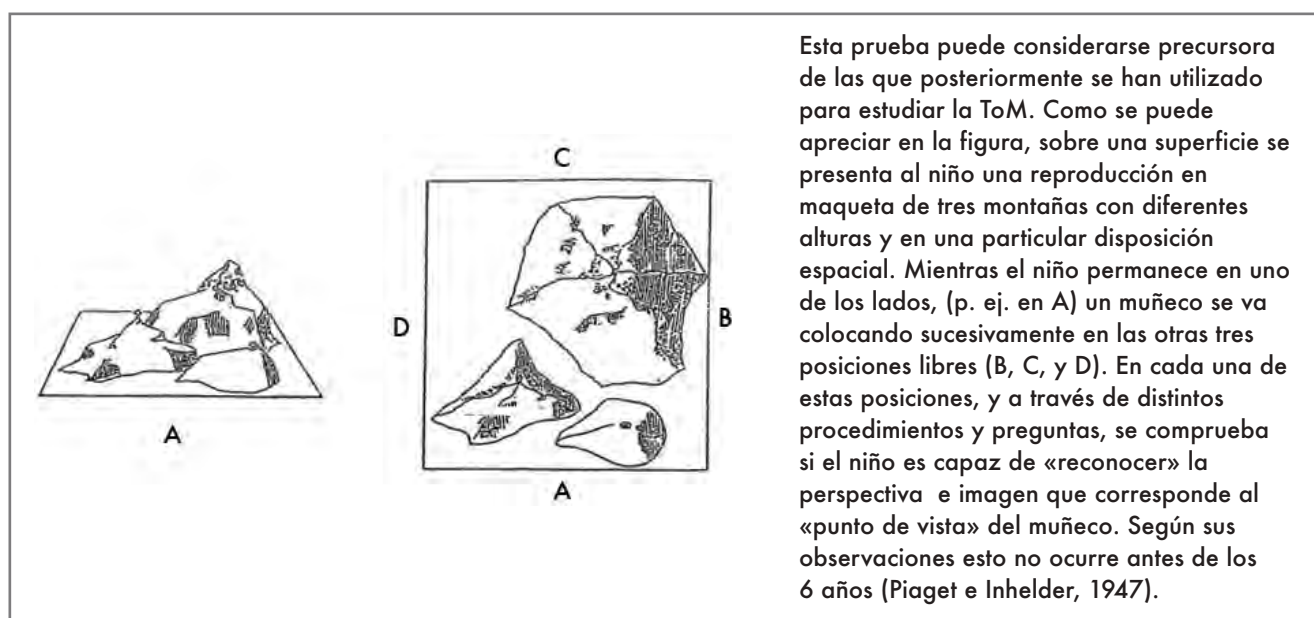 A
C
D
B
A
Esta prueba puede considerarse precursora
de las que posteriormente se han utilizado
para estudiar la ToM. Como se puede
apreciar en la figura, sobre una superficie se
presenta al niño una reproducción en
maqueta de tres montañas con diferentes
alturas y en una particular disposición
espacial. Mientras el niño permanece en uno
de los lados, (p. ej. en A) un muñeco se va
colocando sucesivamente en las otras tres
posiciones libres (B, C, y D). En cada una de
estas posiciones, y a través de distintos
procedimientos y preguntas, se comprueba
si el niño es capaz de «reconocer» la
perspectiva e imagen que corresponde al
«punto de vista» del muñeco. Según sus
observaciones esto no ocurre antes de los
6 años (Piaget e Inhelder, 1947).